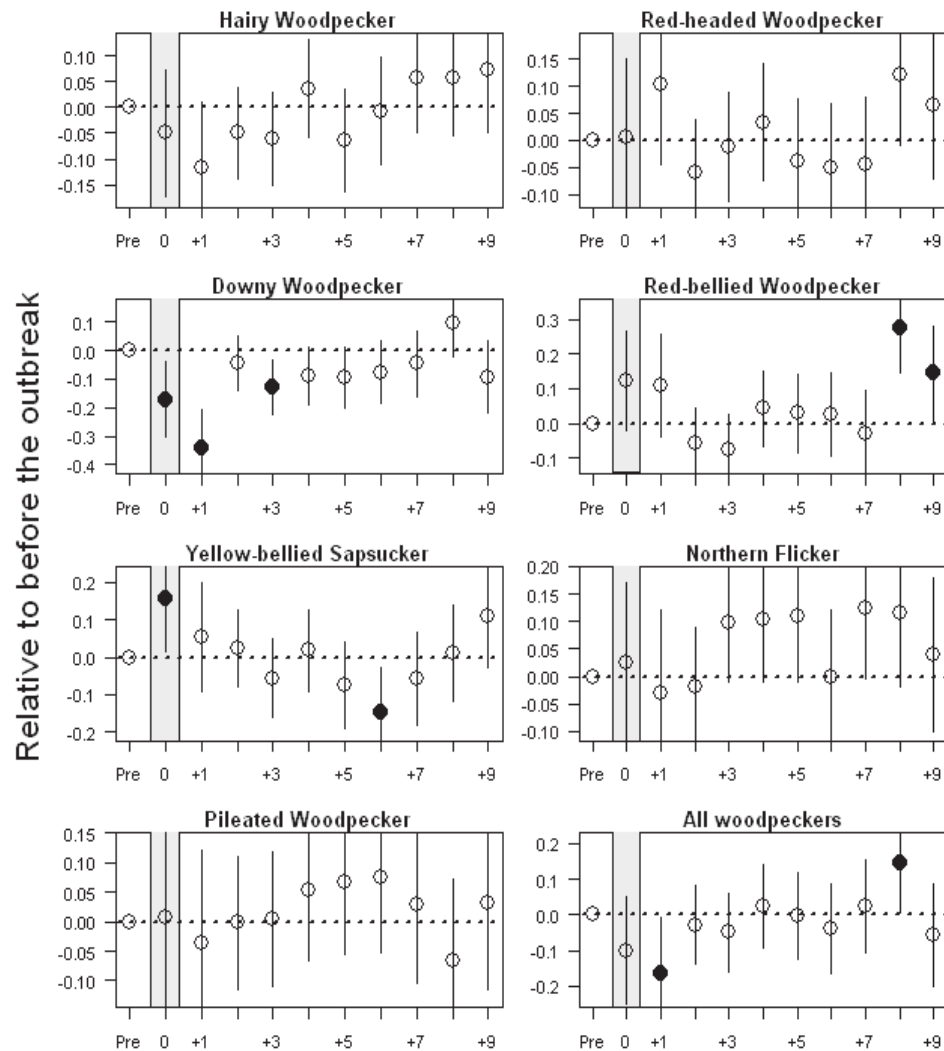 Relative to before the outbreak
Hairy Woodpecker
0.10
0.05
0.00
-0.05
-0.10
-0.15
Pre 0 +1 +3 +5 +7 +9
Red-headed Woodpecker
0.15
0.10
0.05
0.00
-0.05
-0.10
Pre 0 +1 +3 +5 +7 +9
Downy Woodpecker
0.1
0.0
-0.1
-0.2
-0.3
-0.4
Pre 0 +1 +3 +5 +7 +9
Red-bellied Woodpecker
0.3
0.2
0.1
0.0
-0.1
Pre 0 +1 +3 +5 +7 +9
Yellow-bellied Sapsucker
0.2
0.1
0.0
-0.1
-0.2
Pre 0 +1 +3 +5 +7 +9
Northern Flicker
0.20
0.15
0.10
0.05
0.00
-0.05
-0.10
Pre 0 +1 +3 +5 +7 +9
Pileated Woodpecker
0.15
0.10
0.05
0.00
-0.05
-0.10
Pre 0 +1 +3 +5 +7 +9
All woodpeckers
0.2
0.1
0.0
-0.1
-0.2
Pre 0 +1 +3 +5 +7 +9